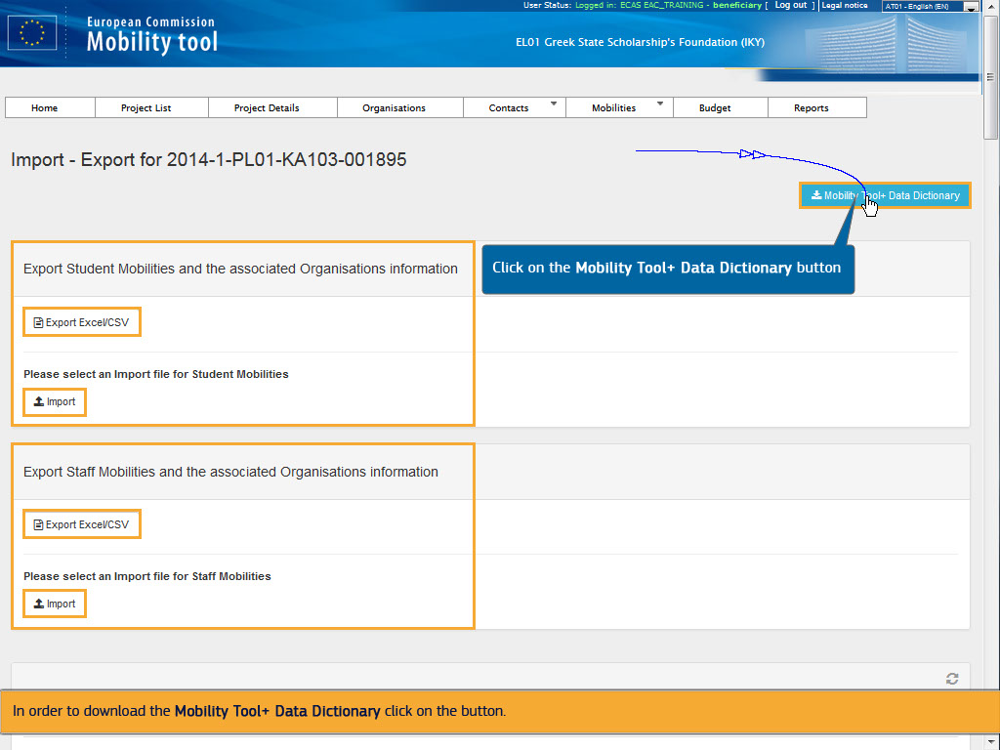 User Status: Logged in: ECAS EAC_TRAINING - beneficiary [ Log out ] Legal notice AT01 - English (EN)
European Commission
Mobility tool
EL01 Greek State Scholarship's Foundation (IKY)
Home Project List Project Details Organisations Contacts Mobilities Budget Reports
Import - Export for 2014-1-PL01-KA103-001895
Mobility Tool+ Data Dictionary
Export Student Mobilities and the associated Organisations information
Click on the Mobility Tool+ Data Dictionary button
Export Excel/CSV
Please select an Import file for Student Mobilities
Import
Export Staff Mobilities and the associated Organisations information
Export Excel/CSV
Please select an Import file for Staff Mobilities
Import
In order to download the Mobility Tool+ Data Dictionary click on the button.